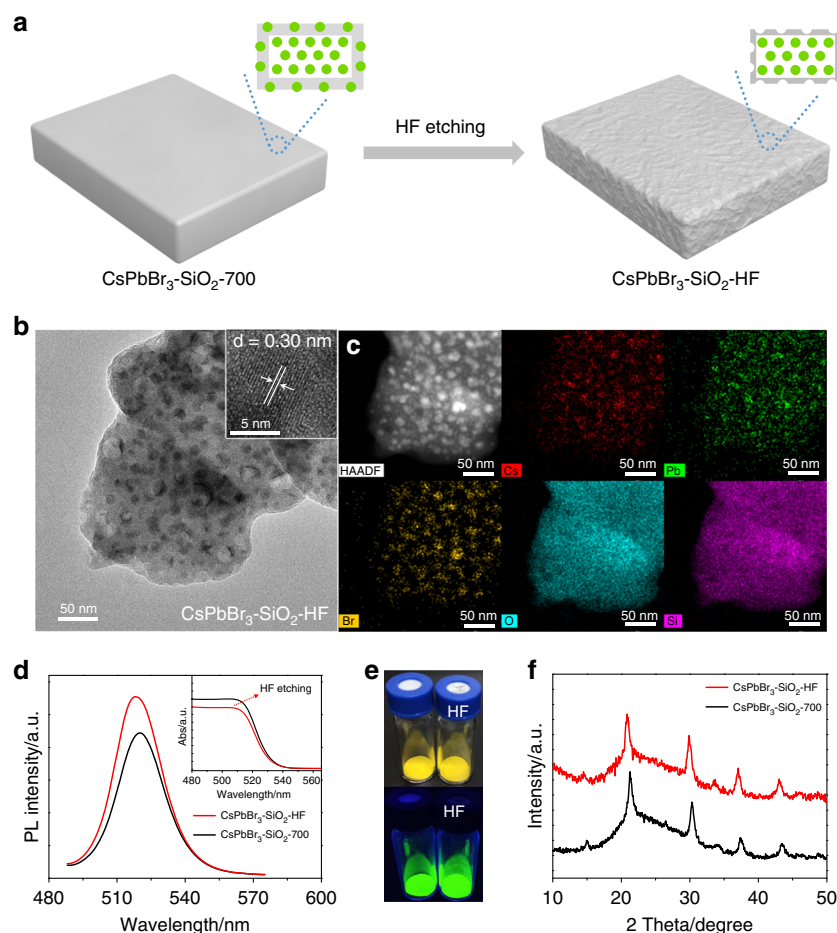 a
HF etching
CsPbBr₃-SiO₂-700
CsPbBr₃-SiO₂-HF
b
d = 0.30 nm
5 nm
50 nm
CsPbBr₃-SiO₂-HF
c
HAADF
50 nm
Cs
50 nm
Pb
50 nm
Br
50 nm
O
50 nm
Si
50 nm
d
PL intensity/a.u.
Abs/a.u.
HF etching
480 500 520 540 560
Wavelength/nm
CsPbBr₃-SiO₂-HF
CsPbBr₃-SiO₂-700
480 510 540 570 600
Wavelength/nm
e
HF
HF
f
Intensity/a.u.
CsPbBr₃-SiO₂-HF
CsPbBr₃-SiO₂-700
10 20 30 40 50
2 Theta/degree